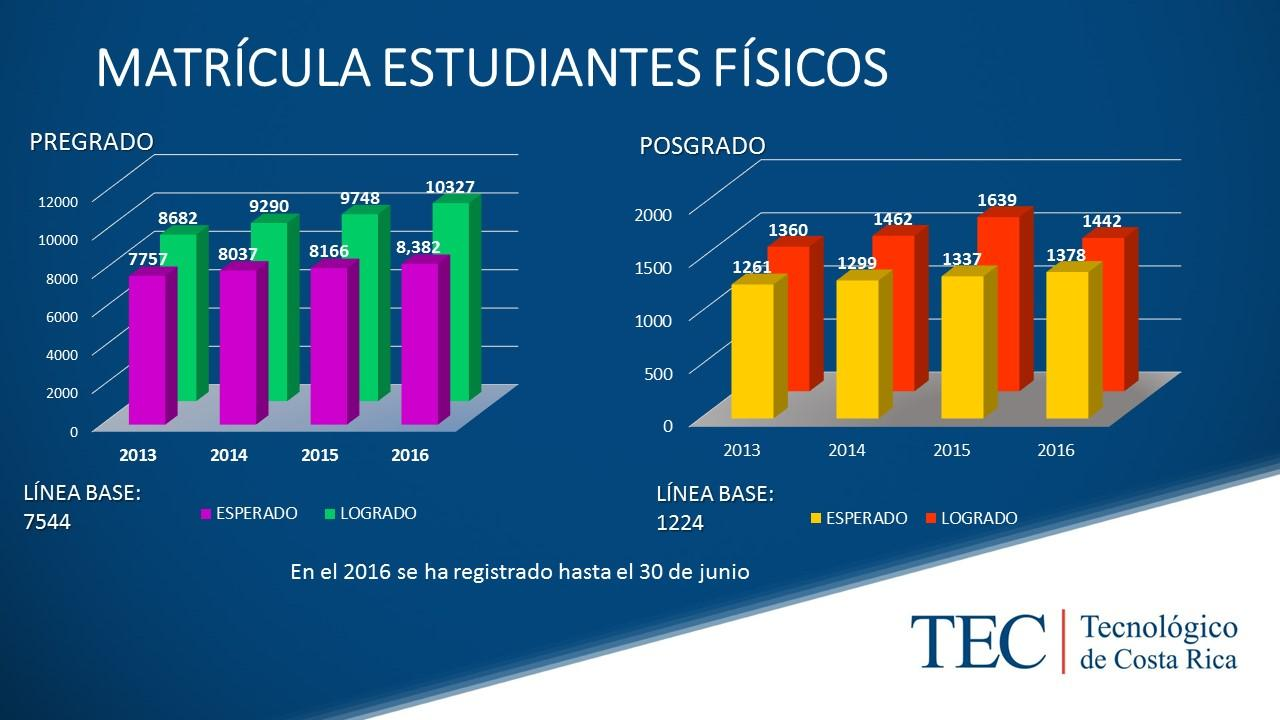 MATRÍCULA ESTUDIANTES FÍSICOS
PREGRADO
12000
10000
8000
6000
4000
2000
0
7757
8682
8037
9290
8166
9748
8,382
10327
2013
2014
2015
2016
LÍNEA BASE:
7544
ESPERADO
LOGRADO
POSGRADO
2000
1500
1000
500
0
1261
1360
1299
1462
1337
1639
1378
1442
2013
2014
2015
2016
LÍNEA BASE:
1224
ESPERADO
LOGRADO
En el 2016 se ha registrado hasta el 30 de junio
TEC
Tecnológico
de Costa Rica